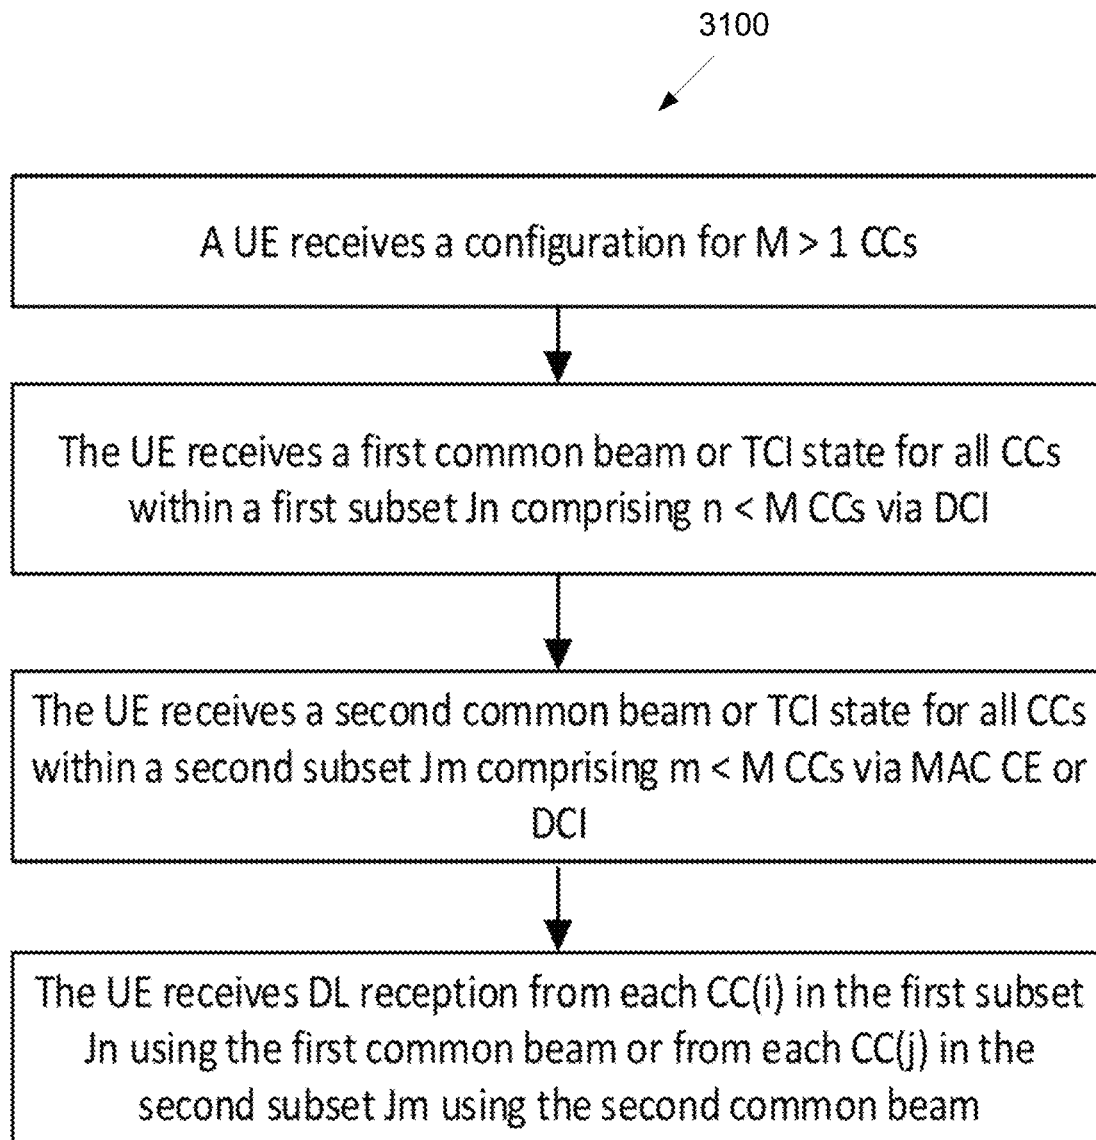 3100
A UE receives a configuration for M > 1 CCs
The UE receives a first common beam or TCI state for all CCs
within a first subset Jn comprising n < M CCs via DCI
The UE receives a second common beam or TCI state for all CCs
within a second subset Jm comprising m < M CCs via MAC CE or
DCI
The UE receives DL reception from each CC(i) in the first subset
Jn using the first common beam or from each CC(j) in the
second subset Jm using the second common beam